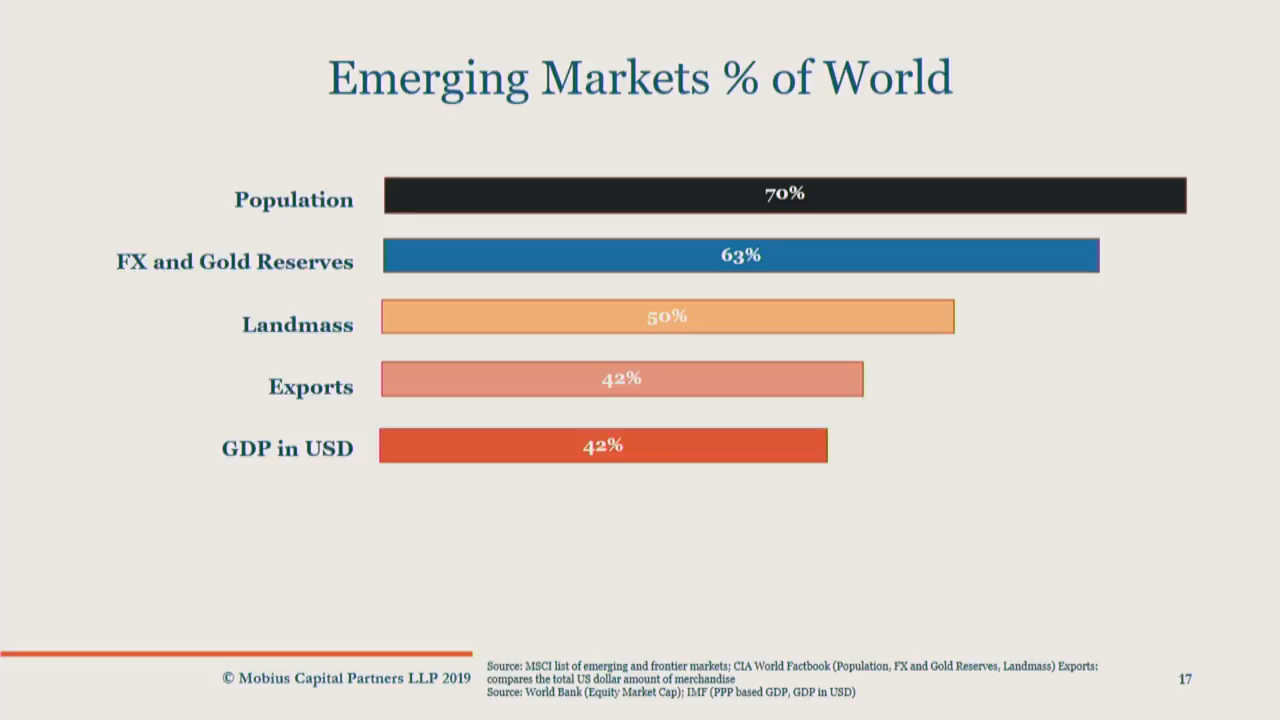 Emerging Markets % of World
Population
70%
FX and Gold Reserves
63%
Landmass
50%
Exports
42%
GDP in USD
42%
© Mobius Capital Partners LLP 2019
Source: MSCI list of emerging and frontier markets; CIA World Factbook (Population, FX and Gold Reserves, Landmass) Exports:
compares the total US dollar amount of merchandise
Source: World Bank (Equity Market Cap); IMF (PPP based GDP, GDP in USD)
17